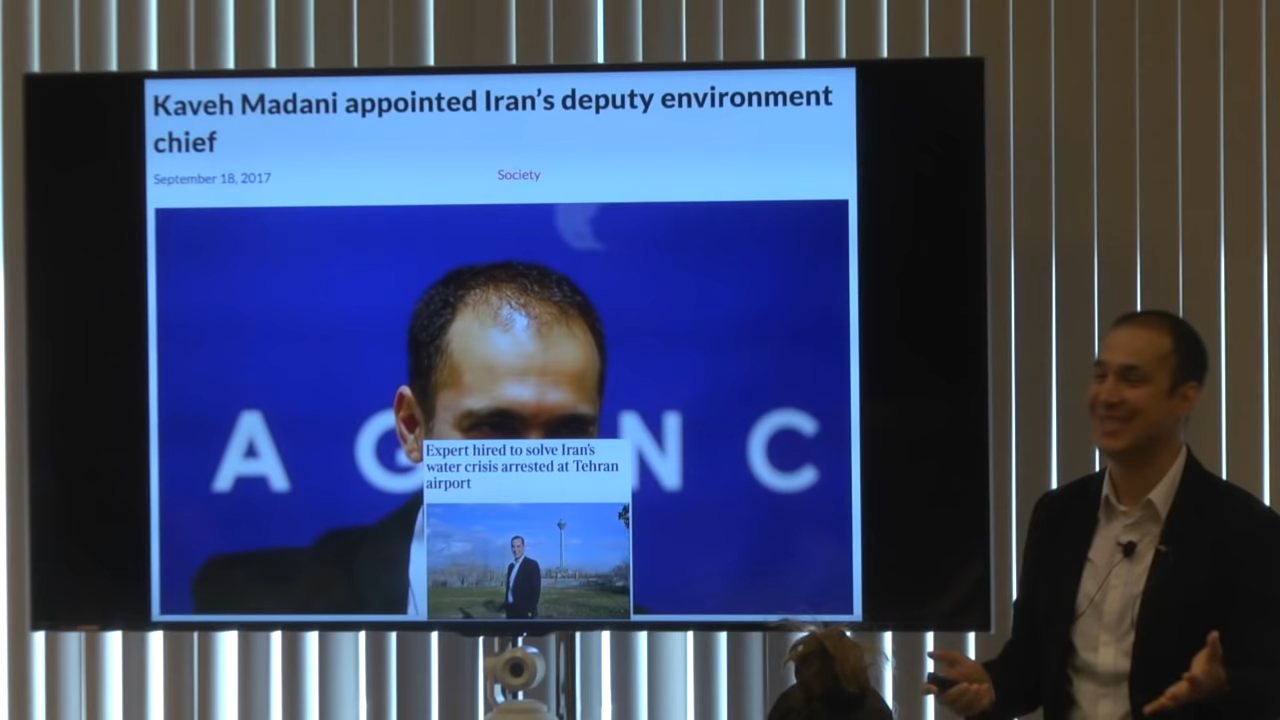 Kaveh Madani appointed Iran's deputy environment
chief
September 18, 2017
Society
A G N C
Expert hired to solve Iran's
water crisis arrested at Tehran
airport